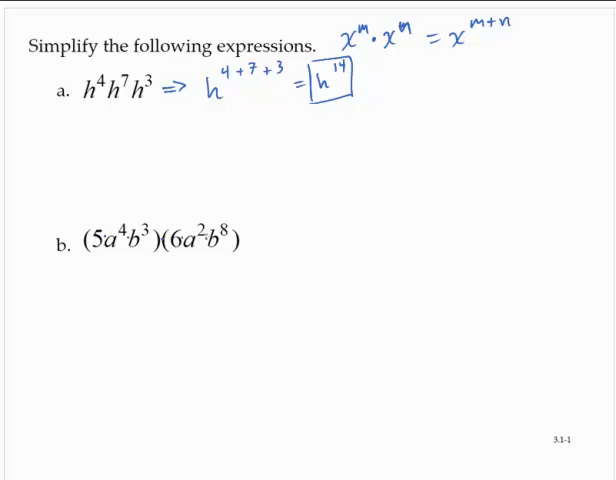 Simplify the following expressions. x^m · x^m = x^{m+n}
a. h⁴h⁷h³ => h^{4+7+3} = h^{14}
b. (5a⁴b³)(6a²b⁸)
3.1-1